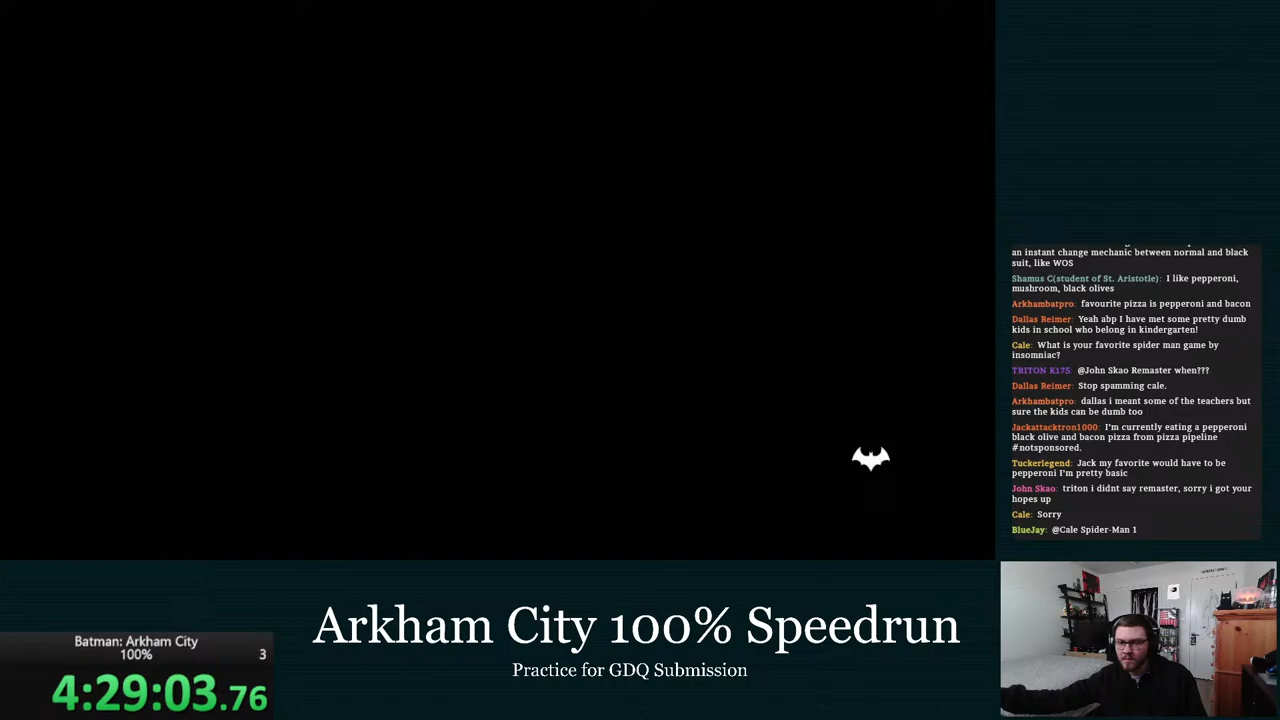 an instant change mechanic between normal and black
suit, like WOS
Shamus C(student of St. Aristotle): I like pepperoni,
mushroom, black olives
Arkhambatpro: favourite pizza is pepperoni and bacon
Dallas Reimer: Yeah abp I have met some pretty dumb
kids in school who belong in kindergarten!
Cale: What is your favorite spider man game by
insomniac?
TRITON K175: @John Skao Remaster when???
Dallas Reimer: Stop spamming cale.
Arkhambatpro: dallas i meant some of the teachers but
sure the kids can be dumb too
Jackattacktron1000: I'm currently eating a pepperoni
black olive and bacon pizza from pizza pipeline
#notsponsored.
Tuckerlegend: Jack my favorite would have to be
pepperoni I'm pretty basic
John Skao: triton i didnt say remaster, sorry i got your
hopes up
Cale: Sorry
BlueJay: @Cale Spider-Man 1
Arkham City 100% Speedrun
Practice for GDQ Submission
Batman: Arkham City
100% 3
4:29:03.76